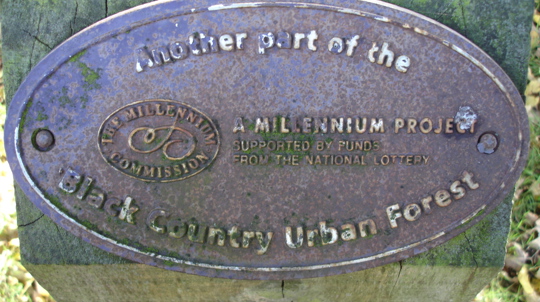 Another part of the
THE MILLENNIUM
COMMISSION
A MILLENNIUM PROJECT
SUPPORTED BY FUNDS
FROM THE NATIONAL LOTTERY
Black Country Urban Forest